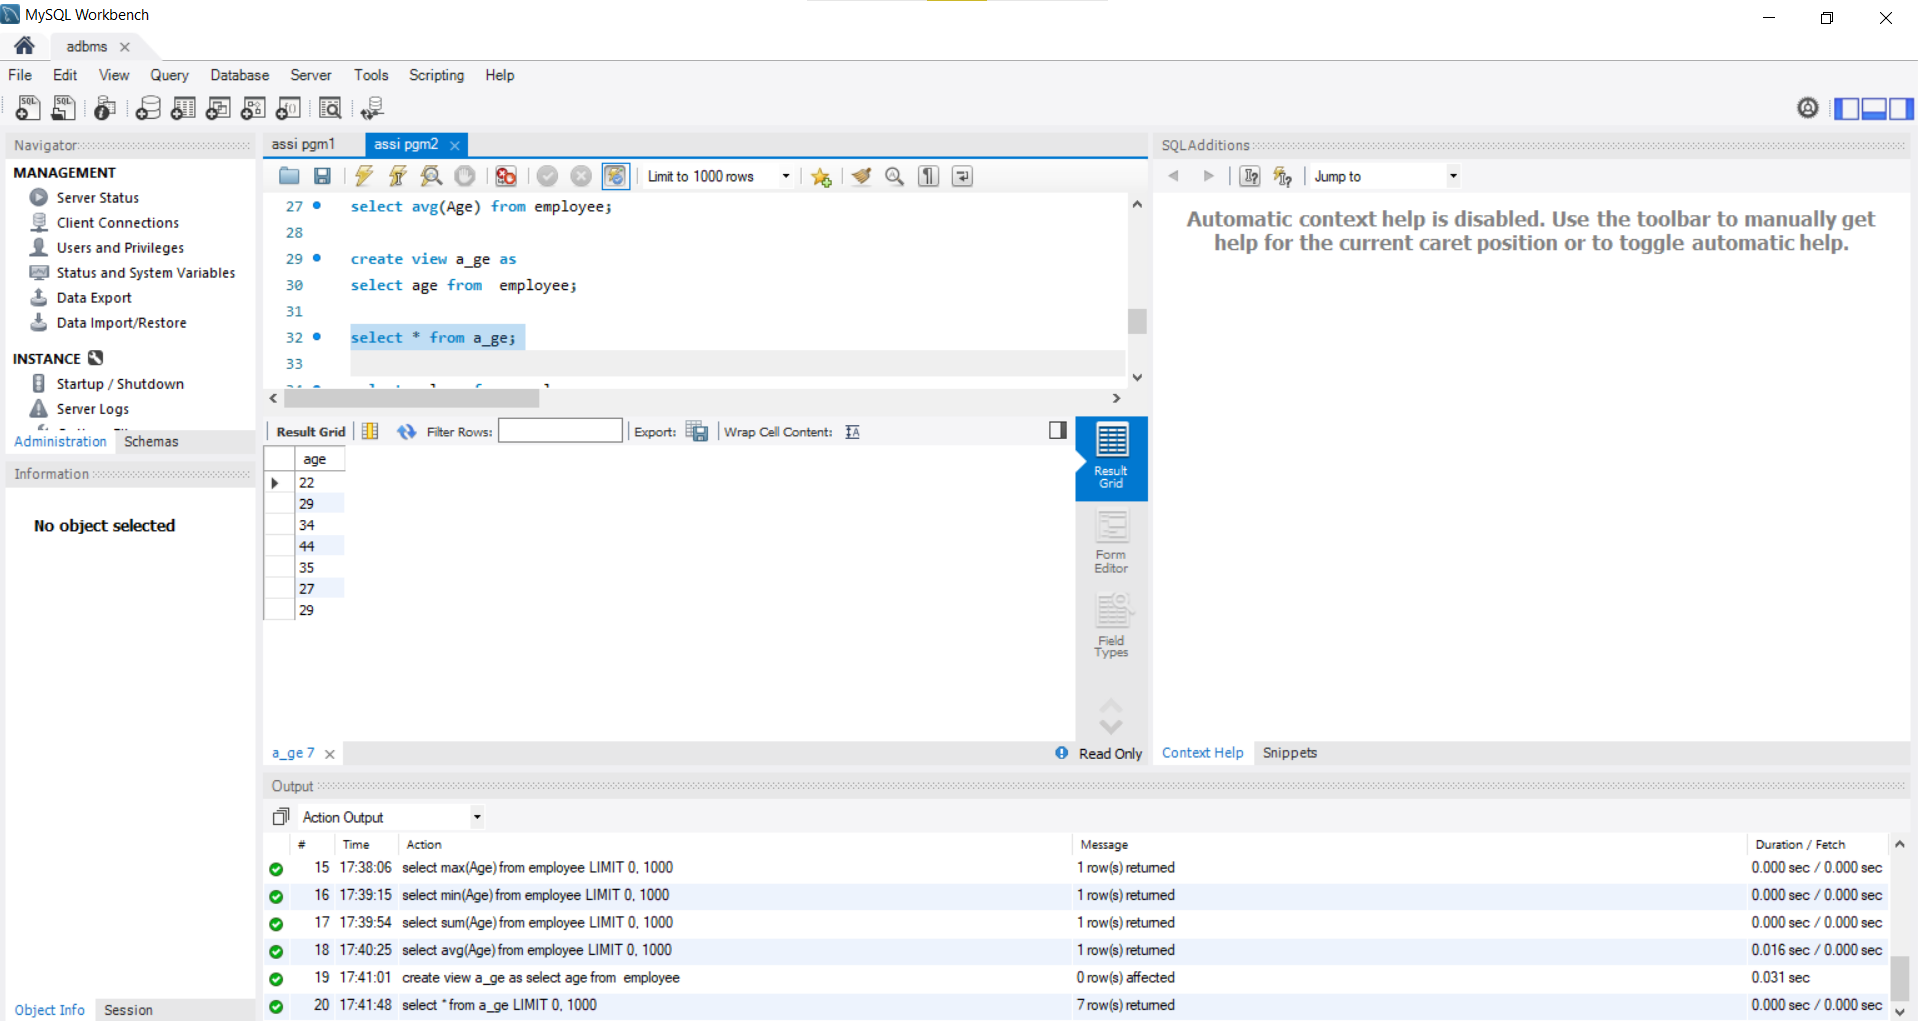 MySQL Workbench
adbms
File Edit View Query Database Server Tools Scripting Help
Navigator
MANAGEMENT
Server Status
Client Connections
Users and Privileges
Status and System Variables
Data Export
Data Import/Restore
INSTANCE
Startup / Shutdown
Server Logs
Administration Schemas
Information
No object selected
Object Info Session
assi pgm1 assi pgm2
Limit to 1000 rows
27 select avg(Age) from employee;
28
29 create view a_ge as
30 select age from  employee;
31
32 select * from a_ge;
33
Result Grid Filter Rows: Export: Wrap Cell Content:
age
22
29
34
44
35
27
29
Result
Grid
Form
Editor
Field
Types
a_ge 7 Read Only
SQLAdditions
Jump to
Automatic context help is disabled. Use the toolbar to manually get
help for the current caret position or to toggle automatic help.
Context Help Snippets
Output
Action Output
# Time Action Message Duration / Fetch
15 17:38:06 select max(Age) from employee LIMIT 0, 1000 1 row(s) returned 0.000 sec / 0.000 sec
16 17:39:15 select min(Age) from employee LIMIT 0, 1000 1 row(s) returned 0.000 sec / 0.000 sec
17 17:39:54 select sum(Age) from employee LIMIT 0, 1000 1 row(s) returned 0.000 sec / 0.000 sec
18 17:40:25 select avg(Age) from employee LIMIT 0, 1000 1 row(s) returned 0.016 sec / 0.000 sec
19 17:41:01 create view a_ge as select age from  employee 0 row(s) affected 0.031 sec
20 17:41:48 select * from a_ge LIMIT 0, 1000 7 row(s) returned 0.000 sec / 0.000 sec